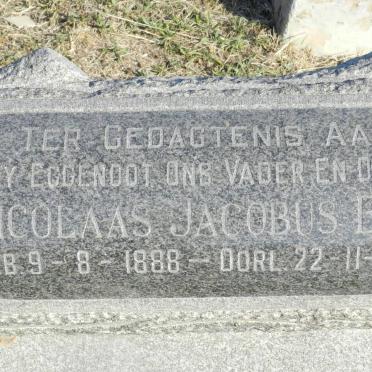 TER GEDAGTENIS AA
Y EGGENOOT ONS VADER EN O
ICOLAAS JACOBUS
B 9 - 8 - 1888 - OORL. 22 - 11 -